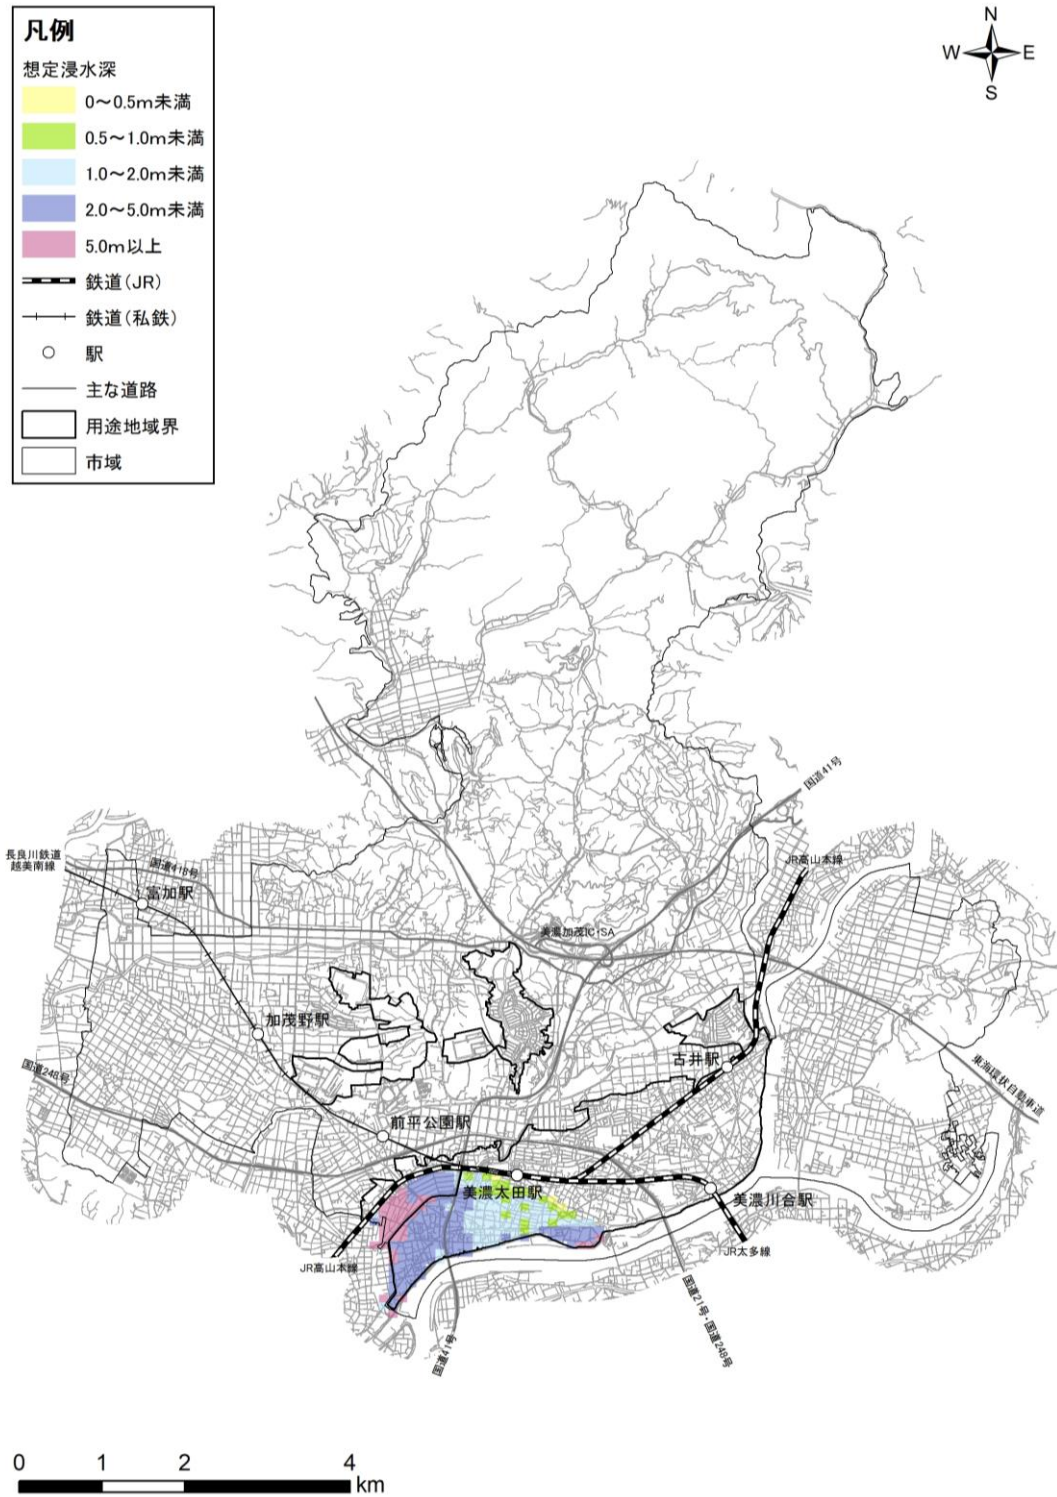 凡例
想定浸水深
0～0.5m未満
0.5～1.0m未満
1.0～2.0m未満
2.0～5.0m未満
5.0m以上
鉄道(JR)
鉄道(私鉄)
駅
主な道路
用途地域界
市域
N
W E
S
国道41号
長良川鉄道
越美南線
国道418号
富加駅
JR高山本線
美濃加茂IC・SA
加茂野駅
古井駅
国道248号
東海環状自動車道
前平公園駅
美濃太田駅
美濃川合駅
JR高山本線
JR太多線
国道41号
国道21号・国道248号
0 1 2 4
km